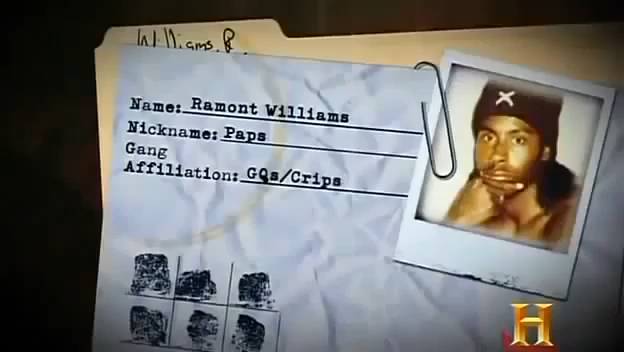 Williams, R.
Name: Ramont Williams
Nickname: Paps
Gang
Affiliation: GQs/Crips
H